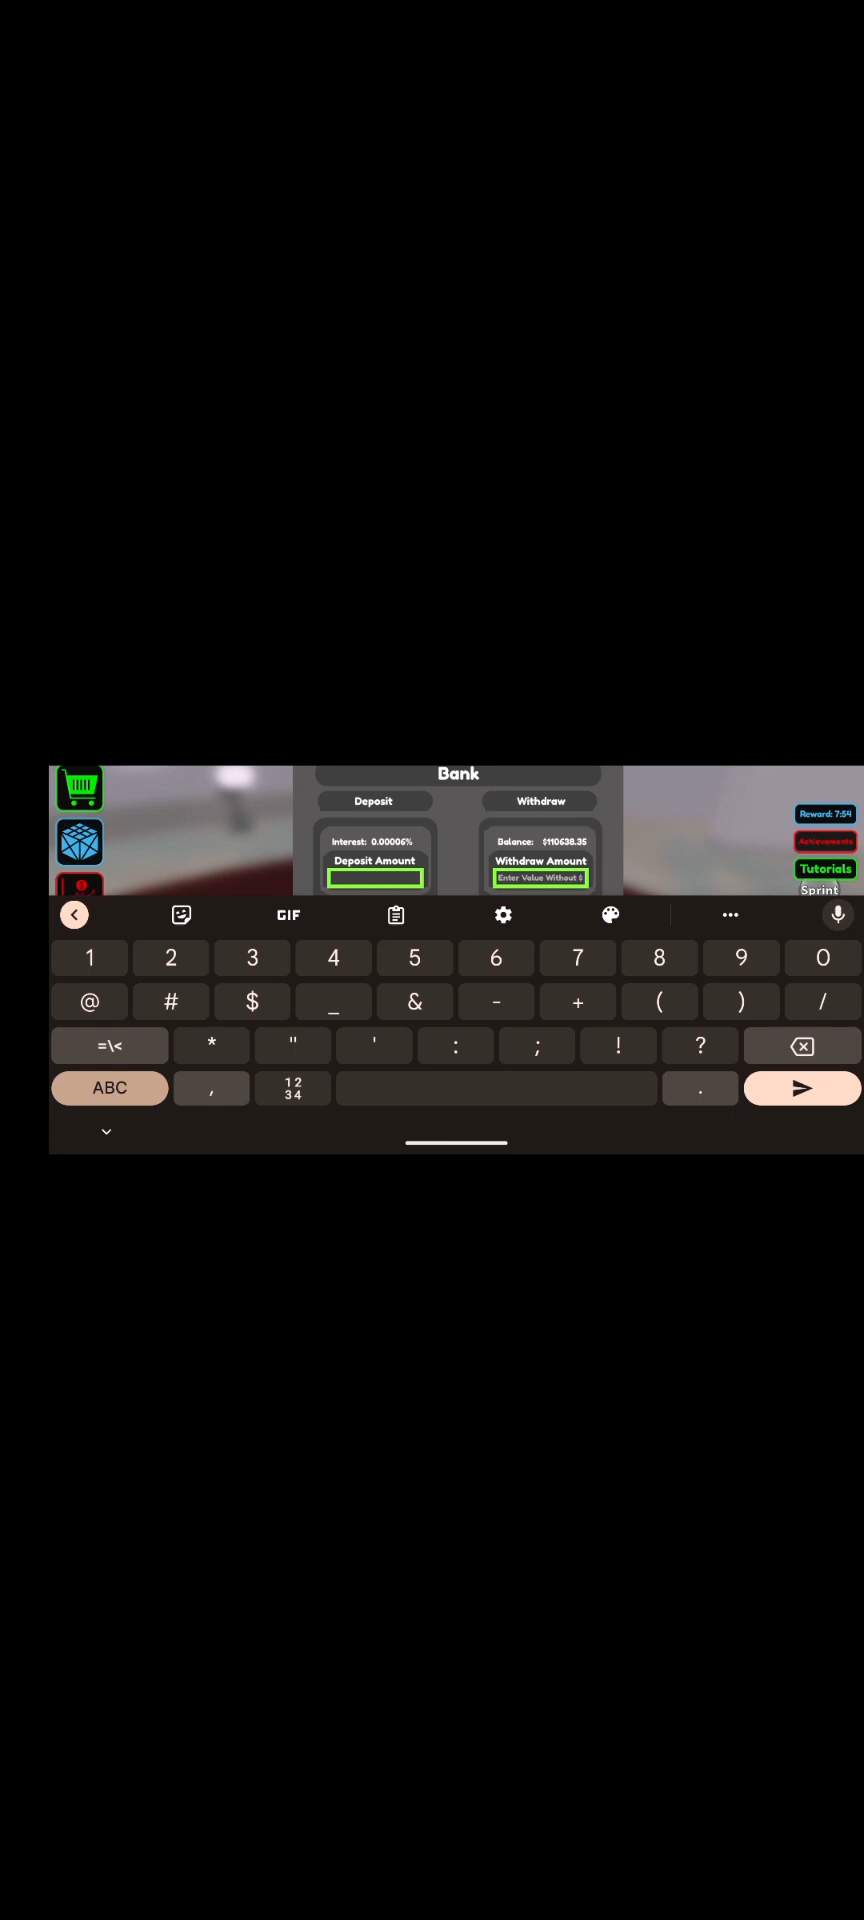 Bank
Deposit Withdraw
Reward: 7:54
Interest: 0.00006% Balance: $110638.35
Achievements
Deposit Amount Withdraw Amount
Tutorials
Enter Value Without $
Sprint
GIF
1 2 3 4 5 6 7 8 9 0
@ # $ _ & - + ( ) /
=\< * " ' : ; ! ?
ABC , 12 34 .